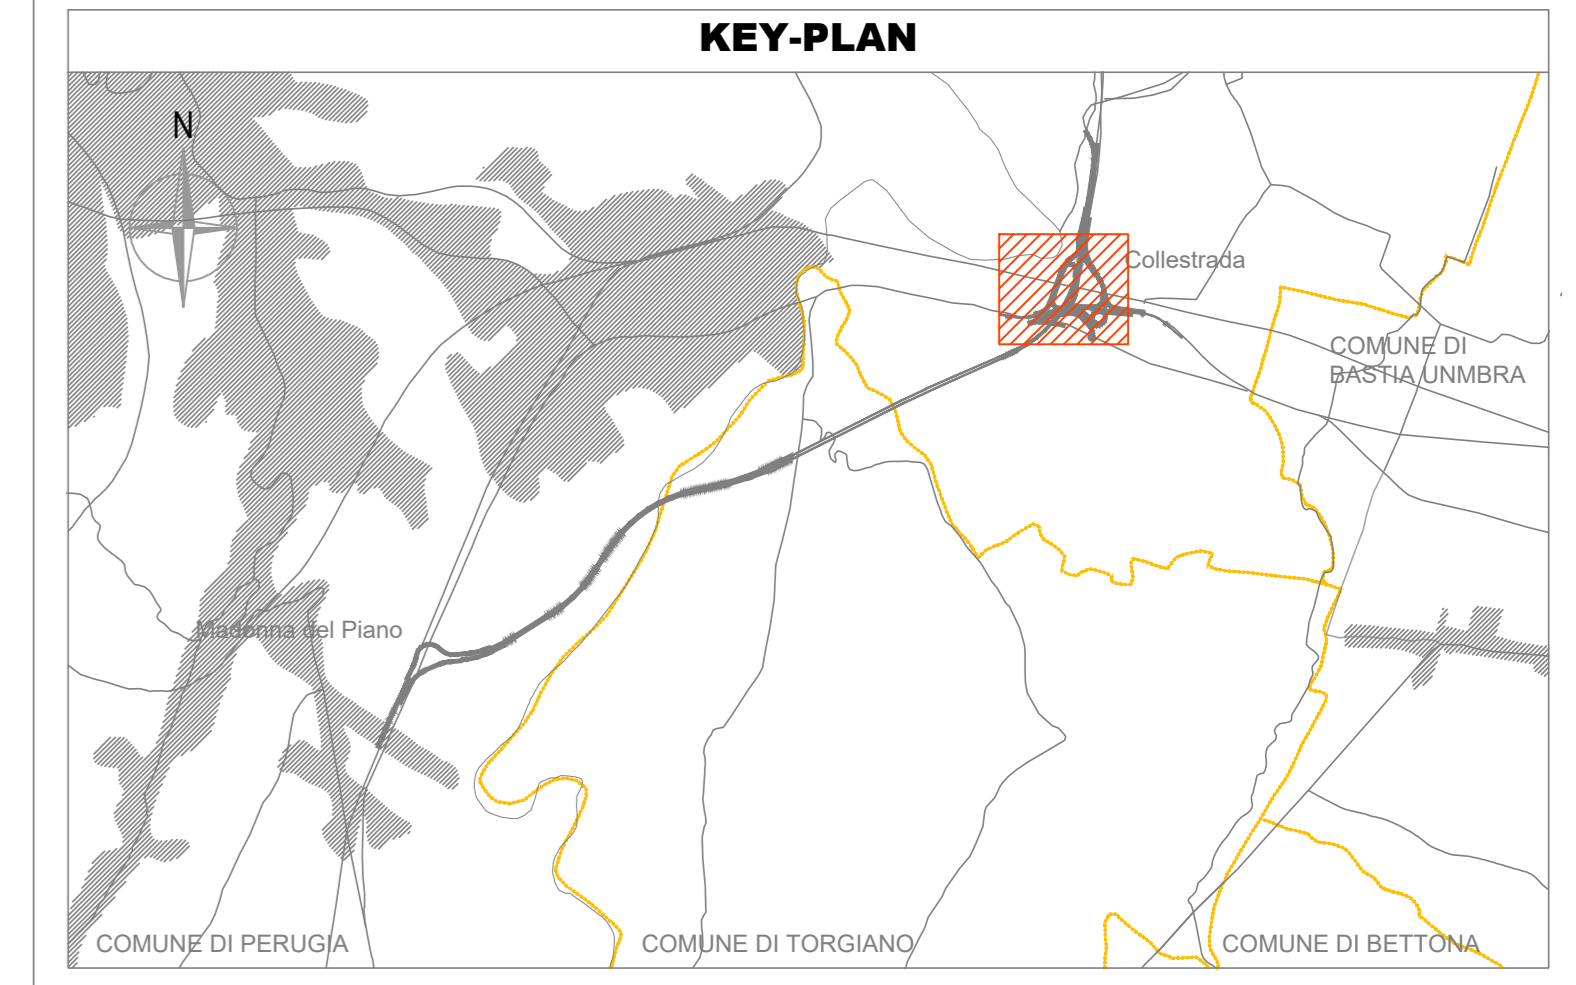 KEY-PLAN
N
Collestrada
COMUNE DI
BASTIA UNMBRA
Madonna del Piano
COMUNE DI PERUGIA
COMUNE DI TORGIANO
COMUNE DI BETTONA